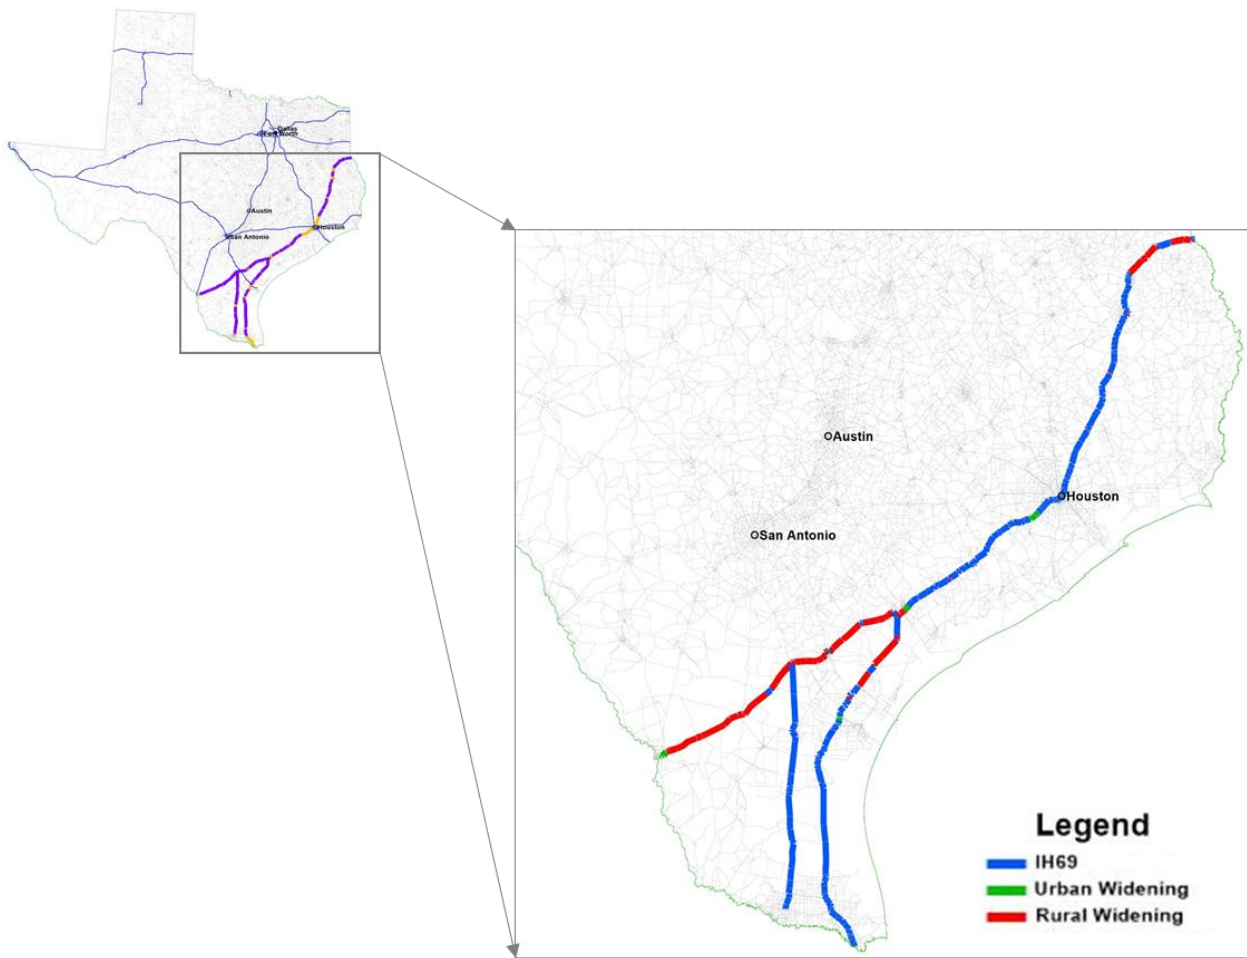 Dallas
Fort Worth
Austin
Houston
San Antonio
Austin
Houston
San Antonio
Legend
IH69
Urban Widening
Rural Widening